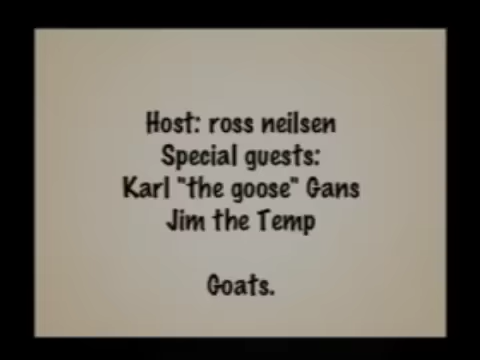 Host: ross neilsen
Special guests:
Karl "the goose" Gans
Jim the Temp
Goats.